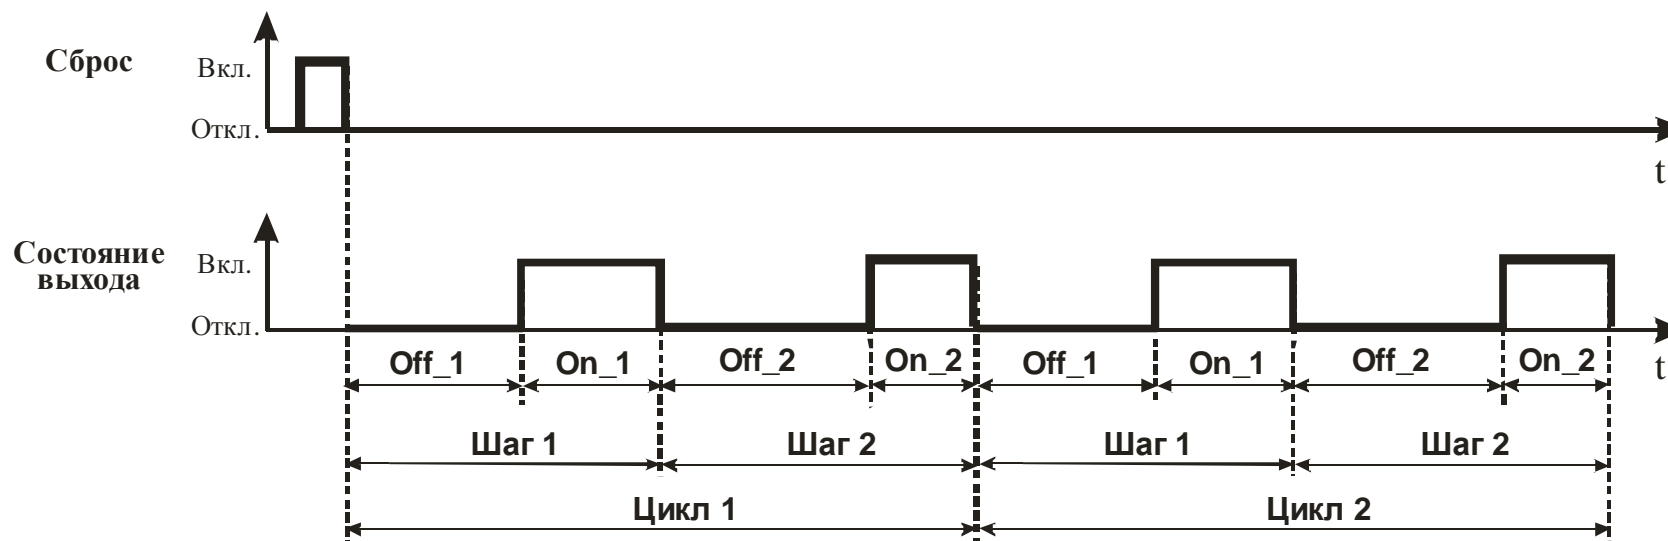 Сброс
Вкл.
Откл.
t
Состояние
выхода
Вкл.
Откл.
t
Off_1 On_1 Off_2 On_2 Off_1 On_1 Off_2 On_2
Шаг 1 Шаг 2 Шаг 1 Шаг 2
Цикл 1 Цикл 2